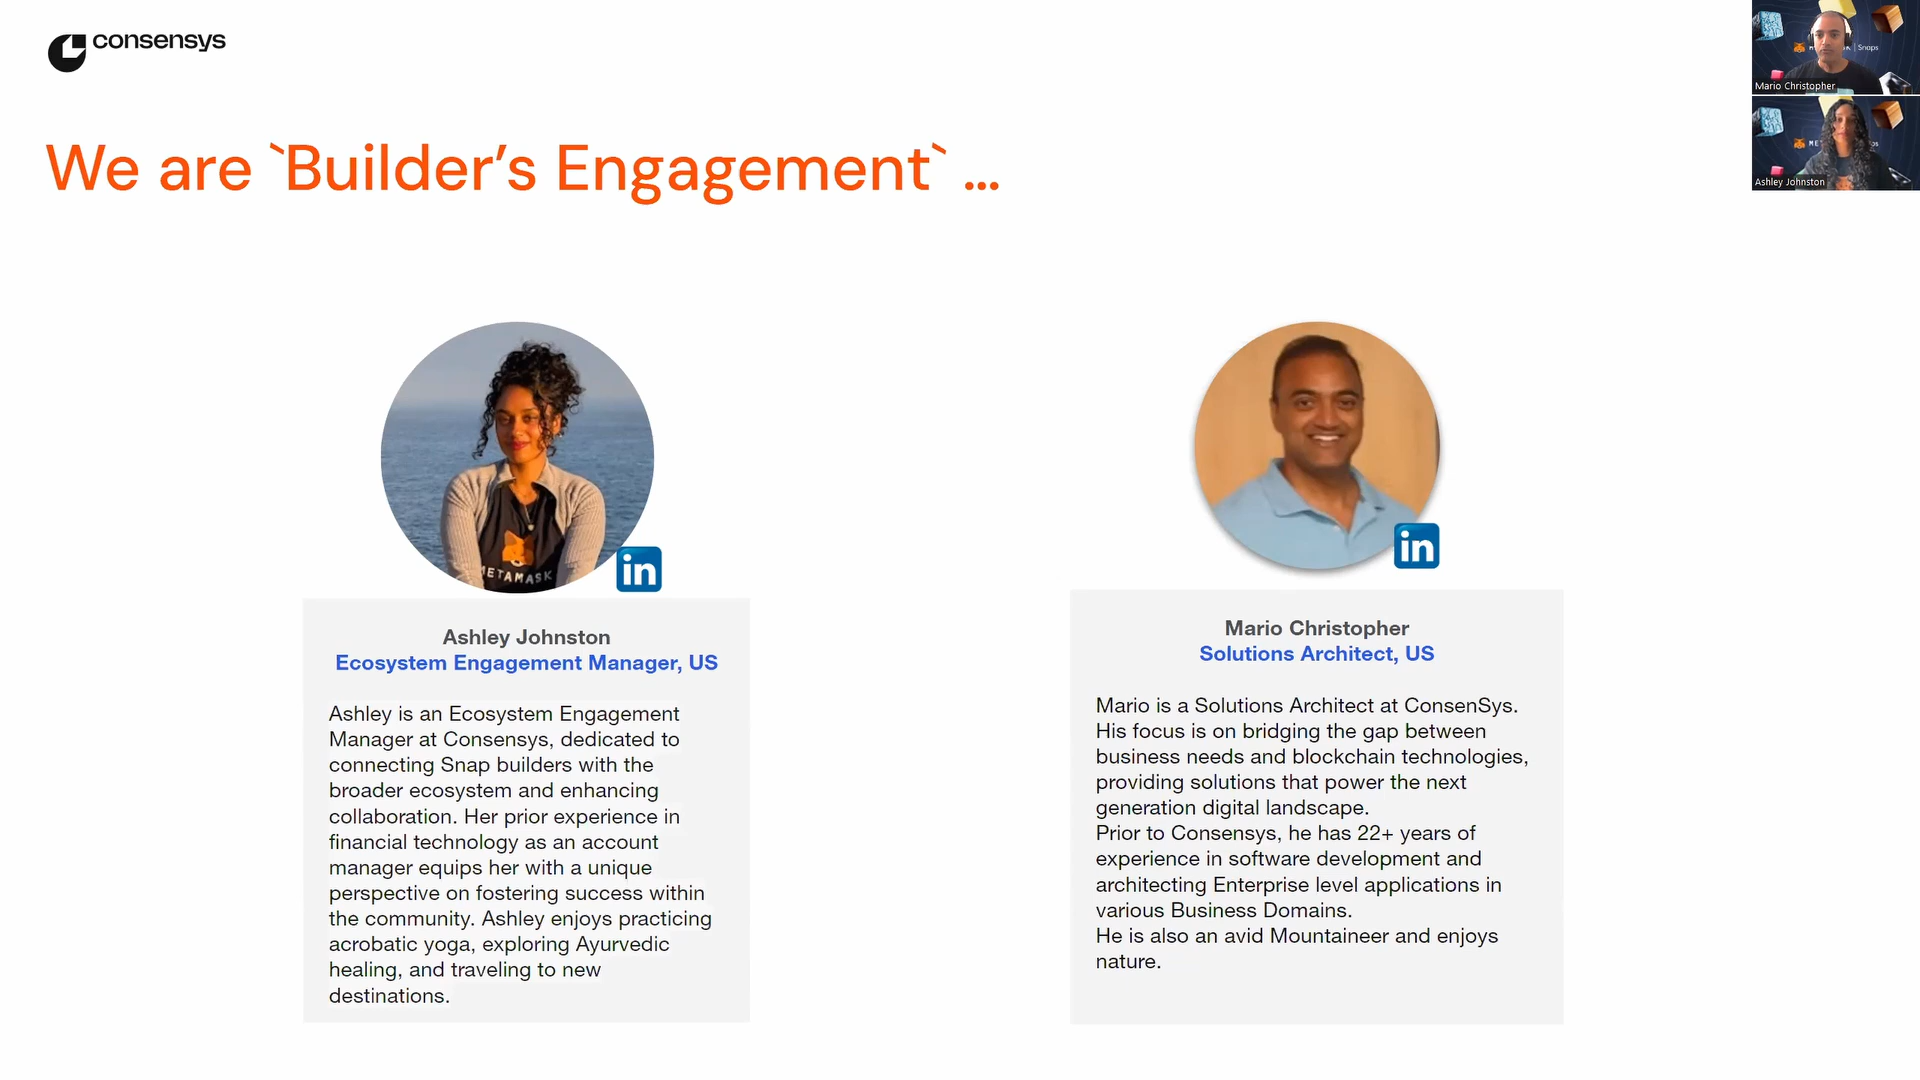 consensys
We are `Builder’s Engagement` ...
Mario Christopher
Snaps
Ashley Johnston
METAMASK
in
in
Ashley Johnston
Ecosystem Engagement Manager, US
Ashley is an Ecosystem Engagement
Manager at Consensys, dedicated to
connecting Snap builders with the
broader ecosystem and enhancing
collaboration. Her prior experience in
financial technology as an account
manager equips her with a unique
perspective on fostering success within
the community. Ashley enjoys practicing
acrobatic yoga, exploring Ayurvedic
healing, and traveling to new
destinations.
Mario Christopher
Solutions Architect, US
Mario is a Solutions Architect at ConsenSys.
His focus is on bridging the gap between
business needs and blockchain technologies,
providing solutions that power the next
generation digital landscape.
Prior to Consensys, he has 22+ years of
experience in software development and
architecting Enterprise level applications in
various Business Domains.
He is also an avid Mountaineer and enjoys
nature.